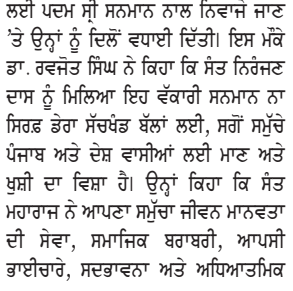 ਲਈ ਪਦਮ ਸ੍ਰੀ ਸਨਮਾਨ ਨਾਲ ਨਿਵਾਜੇ ਜਾਣ
’ਤੇ ਉਨ੍ਹਾਂ ਨੂੰ ਦਿਲੋਂ ਵਧਾਈ ਦਿੱਤੀ। ਇਸ ਮੌਕੇ
ਡਾ. ਰਵਜੋਤ ਸਿੰਘ ਨੇ ਕਿਹਾ ਕਿ ਸੰਤ ਨਿਰੰਜਣ
ਦਾਸ ਨੂੰ ਮਿਲਿਆ ਇਹ ਵੱਕਾਰੀ ਸਨਮਾਨ ਨਾ
ਸਿਰਫ਼ ਡੇਰਾ ਸੱਚਖੰਡ ਬੱਲਾਂ ਲਈ, ਸਗੋਂ ਸਮੁੱਚੇ
ਪੰਜਾਬ ਅਤੇ ਦੇਸ਼ ਵਾਸੀਆਂ ਲਈ ਮਾਣ ਅਤੇ
ਖੁਸ਼ੀ ਦਾ ਵਿਸ਼ਾ ਹੈ। ਉਨ੍ਹਾਂ ਕਿਹਾ ਕਿ ਸੰਤ
ਮਹਾਰਾਜ ਨੇ ਆਪਣਾ ਸਮੁੱਚਾ ਜੀਵਨ ਮਾਨਵਤਾ
ਦੀ ਸੇਵਾ, ਸਮਾਜਿਕ ਬਰਾਬਰੀ, ਆਪਸੀ
ਭਾਈਚਾਰੇ, ਸਦਭਾਵਨਾ ਅਤੇ ਅਧਿਆਤਮਿਕ